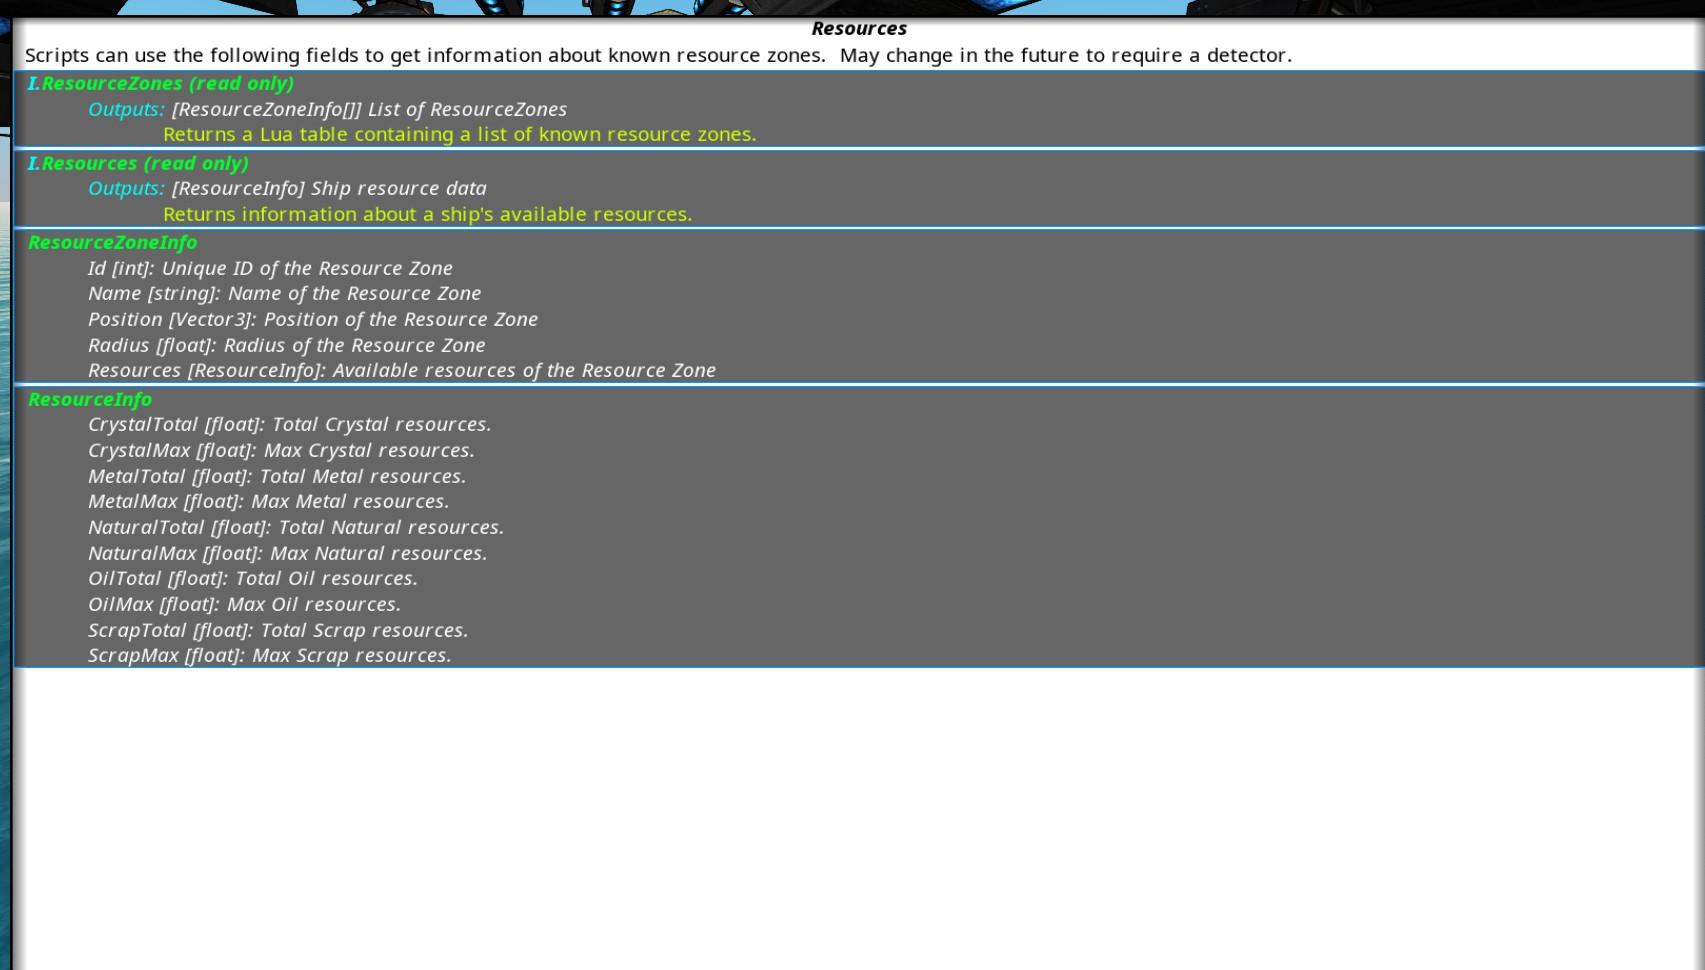 Resources
Scripts can use the following fields to get information about known resource zones.  May change in the future to require a detector.
I.ResourceZones (read only)
Outputs: [ResourceZoneInfo[]] List of ResourceZones
Returns a Lua table containing a list of known resource zones.
I.Resources (read only)
Outputs: [ResourceInfo] Ship resource data
Returns information about a ship's available resources.
ResourceZoneInfo
Id [int]: Unique ID of the Resource Zone
Name [string]: Name of the Resource Zone
Position [Vector3]: Position of the Resource Zone
Radius [float]: Radius of the Resource Zone
Resources [ResourceInfo]: Available resources of the Resource Zone
ResourceInfo
CrystalTotal [float]: Total Crystal resources.
CrystalMax [float]: Max Crystal resources.
MetalTotal [float]: Total Metal resources.
MetalMax [float]: Max Metal resources.
NaturalTotal [float]: Total Natural resources.
NaturalMax [float]: Max Natural resources.
OilTotal [float]: Total Oil resources.
OilMax [float]: Max Oil resources.
ScrapTotal [float]: Total Scrap resources.
ScrapMax [float]: Max Scrap resources.